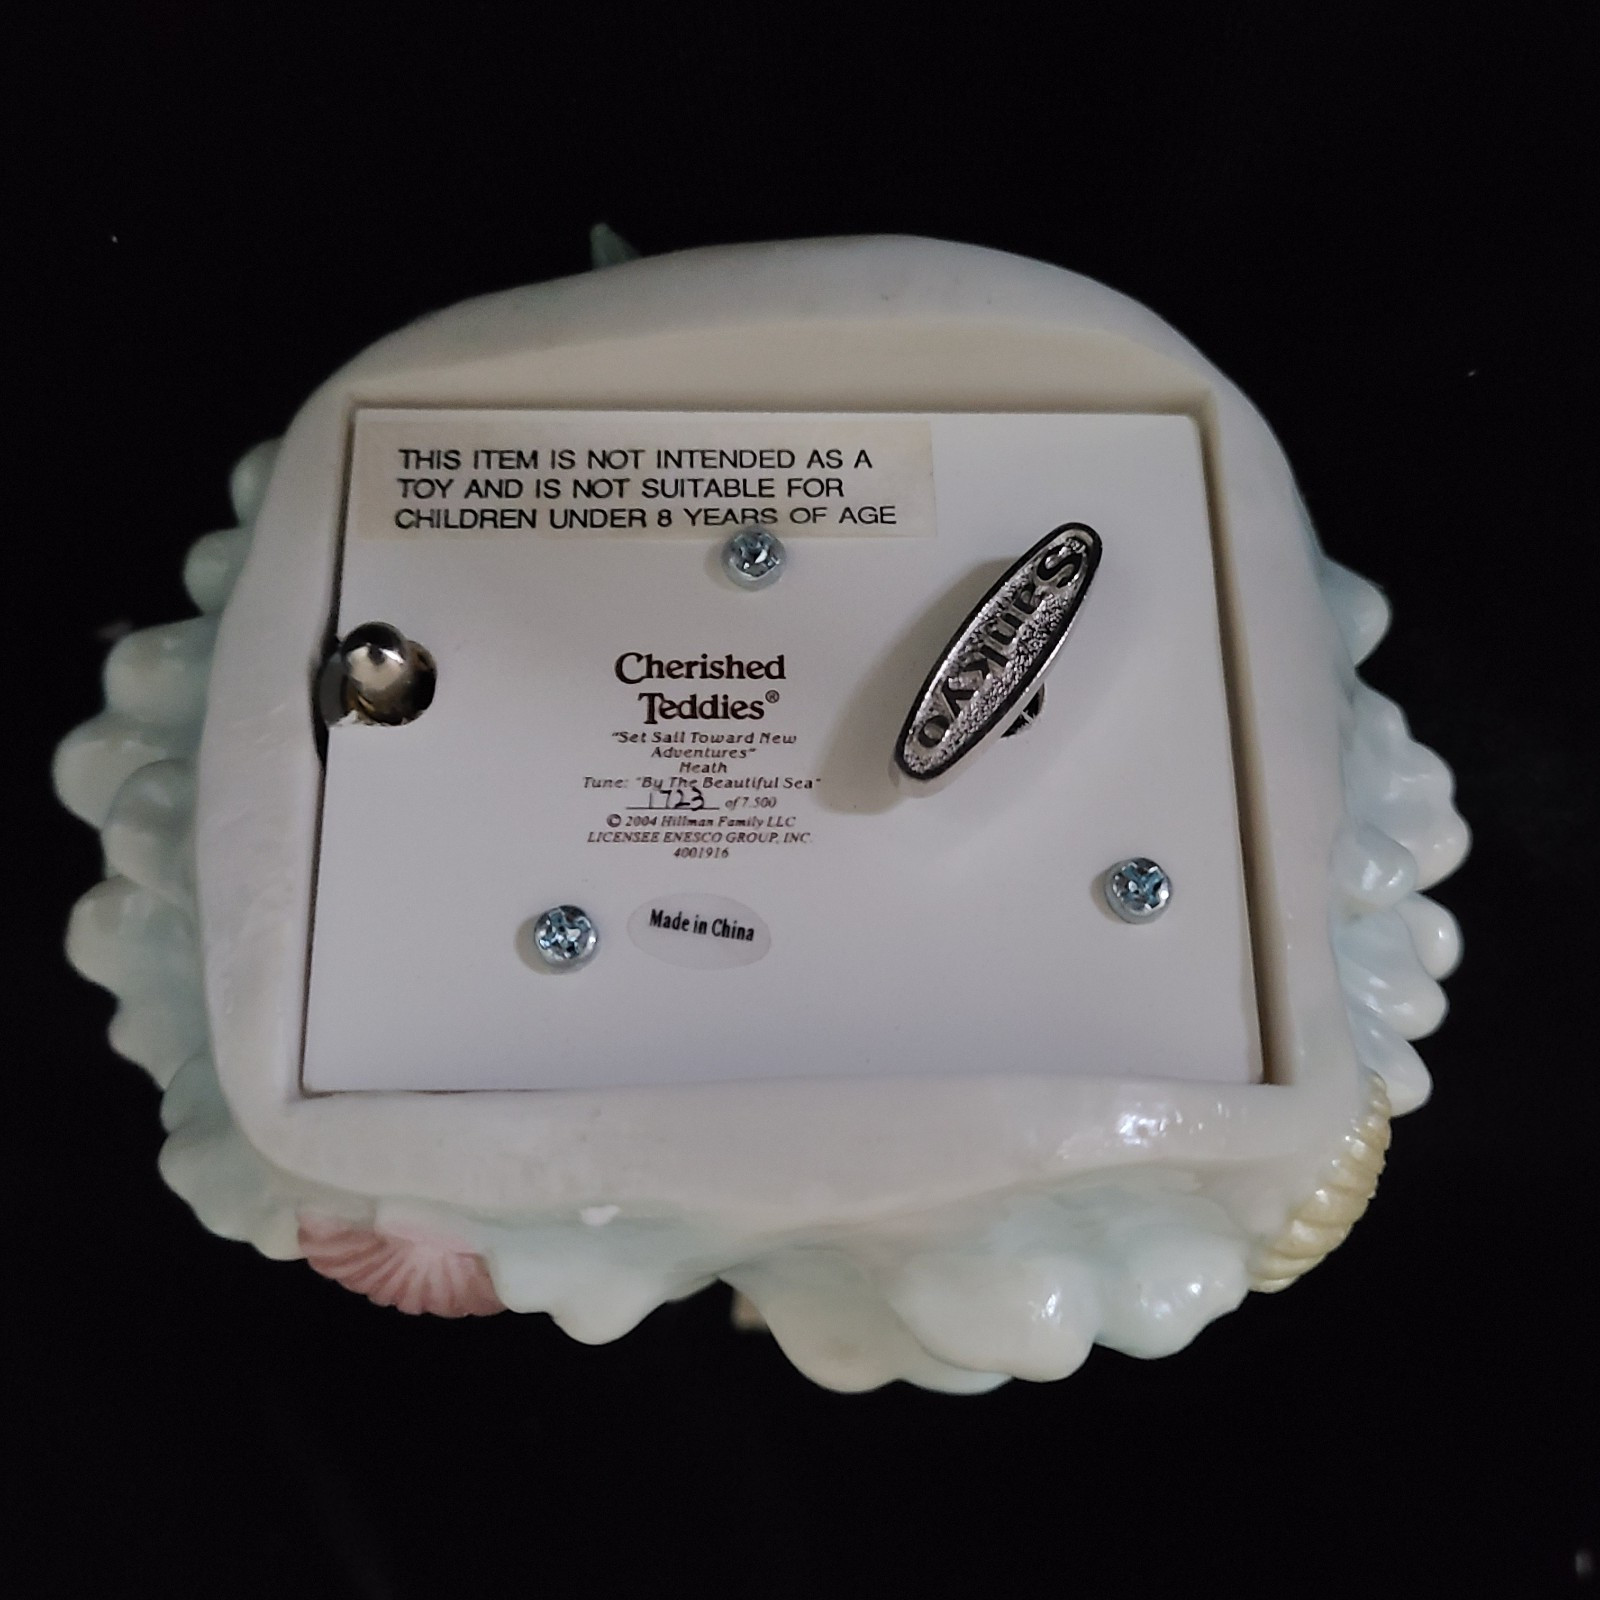 THIS ITEM IS NOT INTENDED AS A
TOY AND IS NOT SUITABLE FOR
CHILDREN UNDER 8 YEARS OF AGE
SANKYO
Cherished
Teddies®
"Set Sail Toward New
Adventures"
Heath
Tune: "By The Beautiful Sea"
1723 of 7.500
© 2004 Hillman Family LLC
LICENSEE ENESCO GROUP, INC.
4001916
Made in China